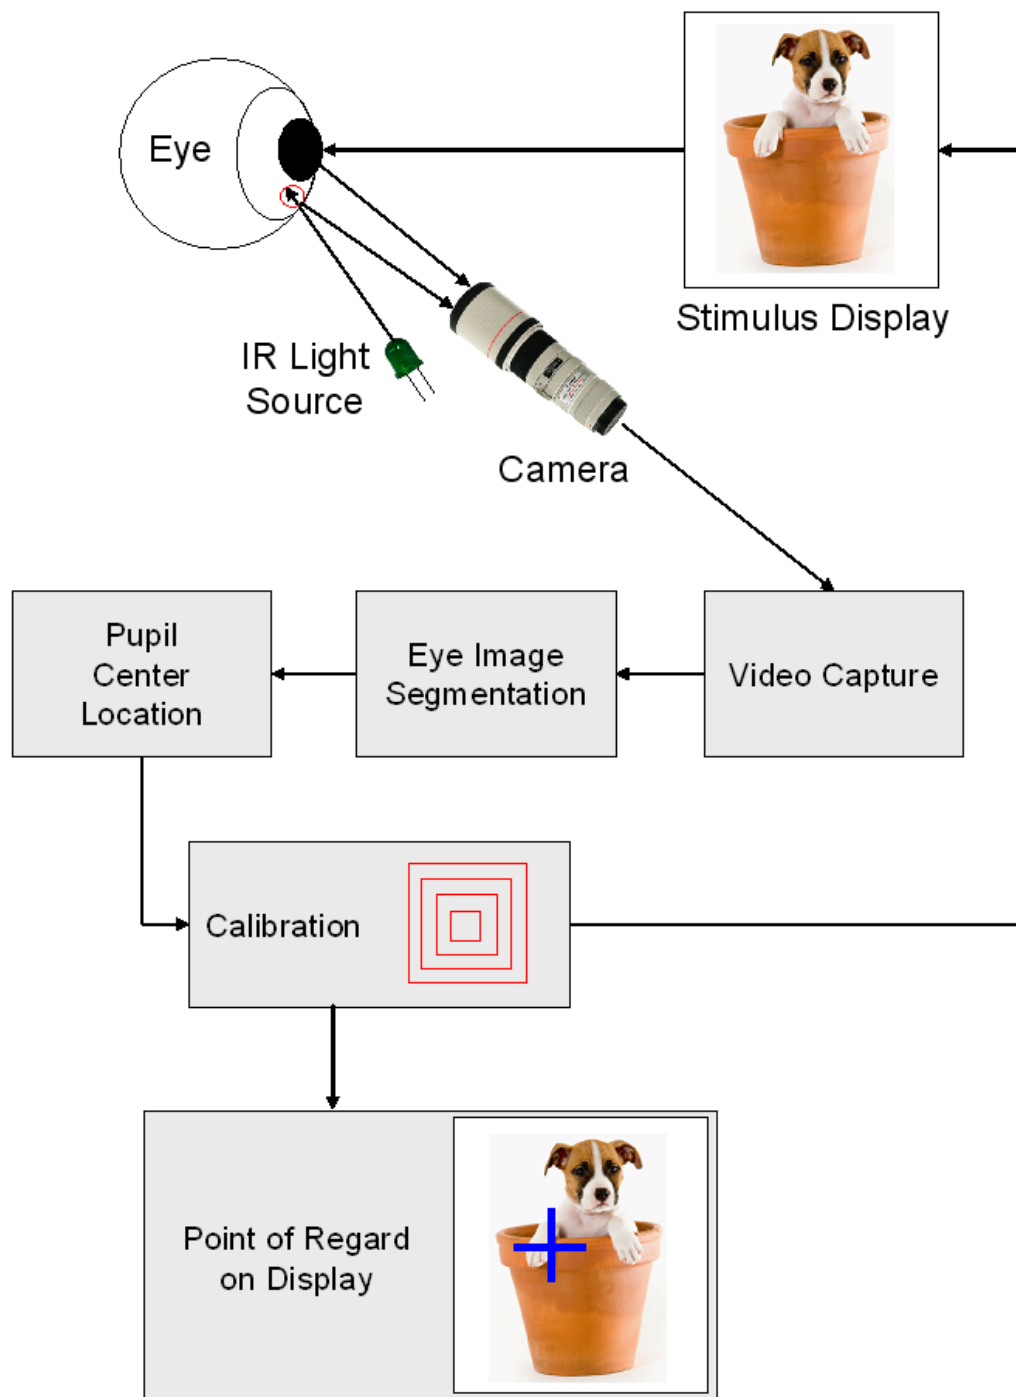 Eye
Stimulus Display
IR Light
Source
Camera
Pupil
Center
Location
Eye Image
Segmentation
Video Capture
Calibration
Point of Regard
on Display